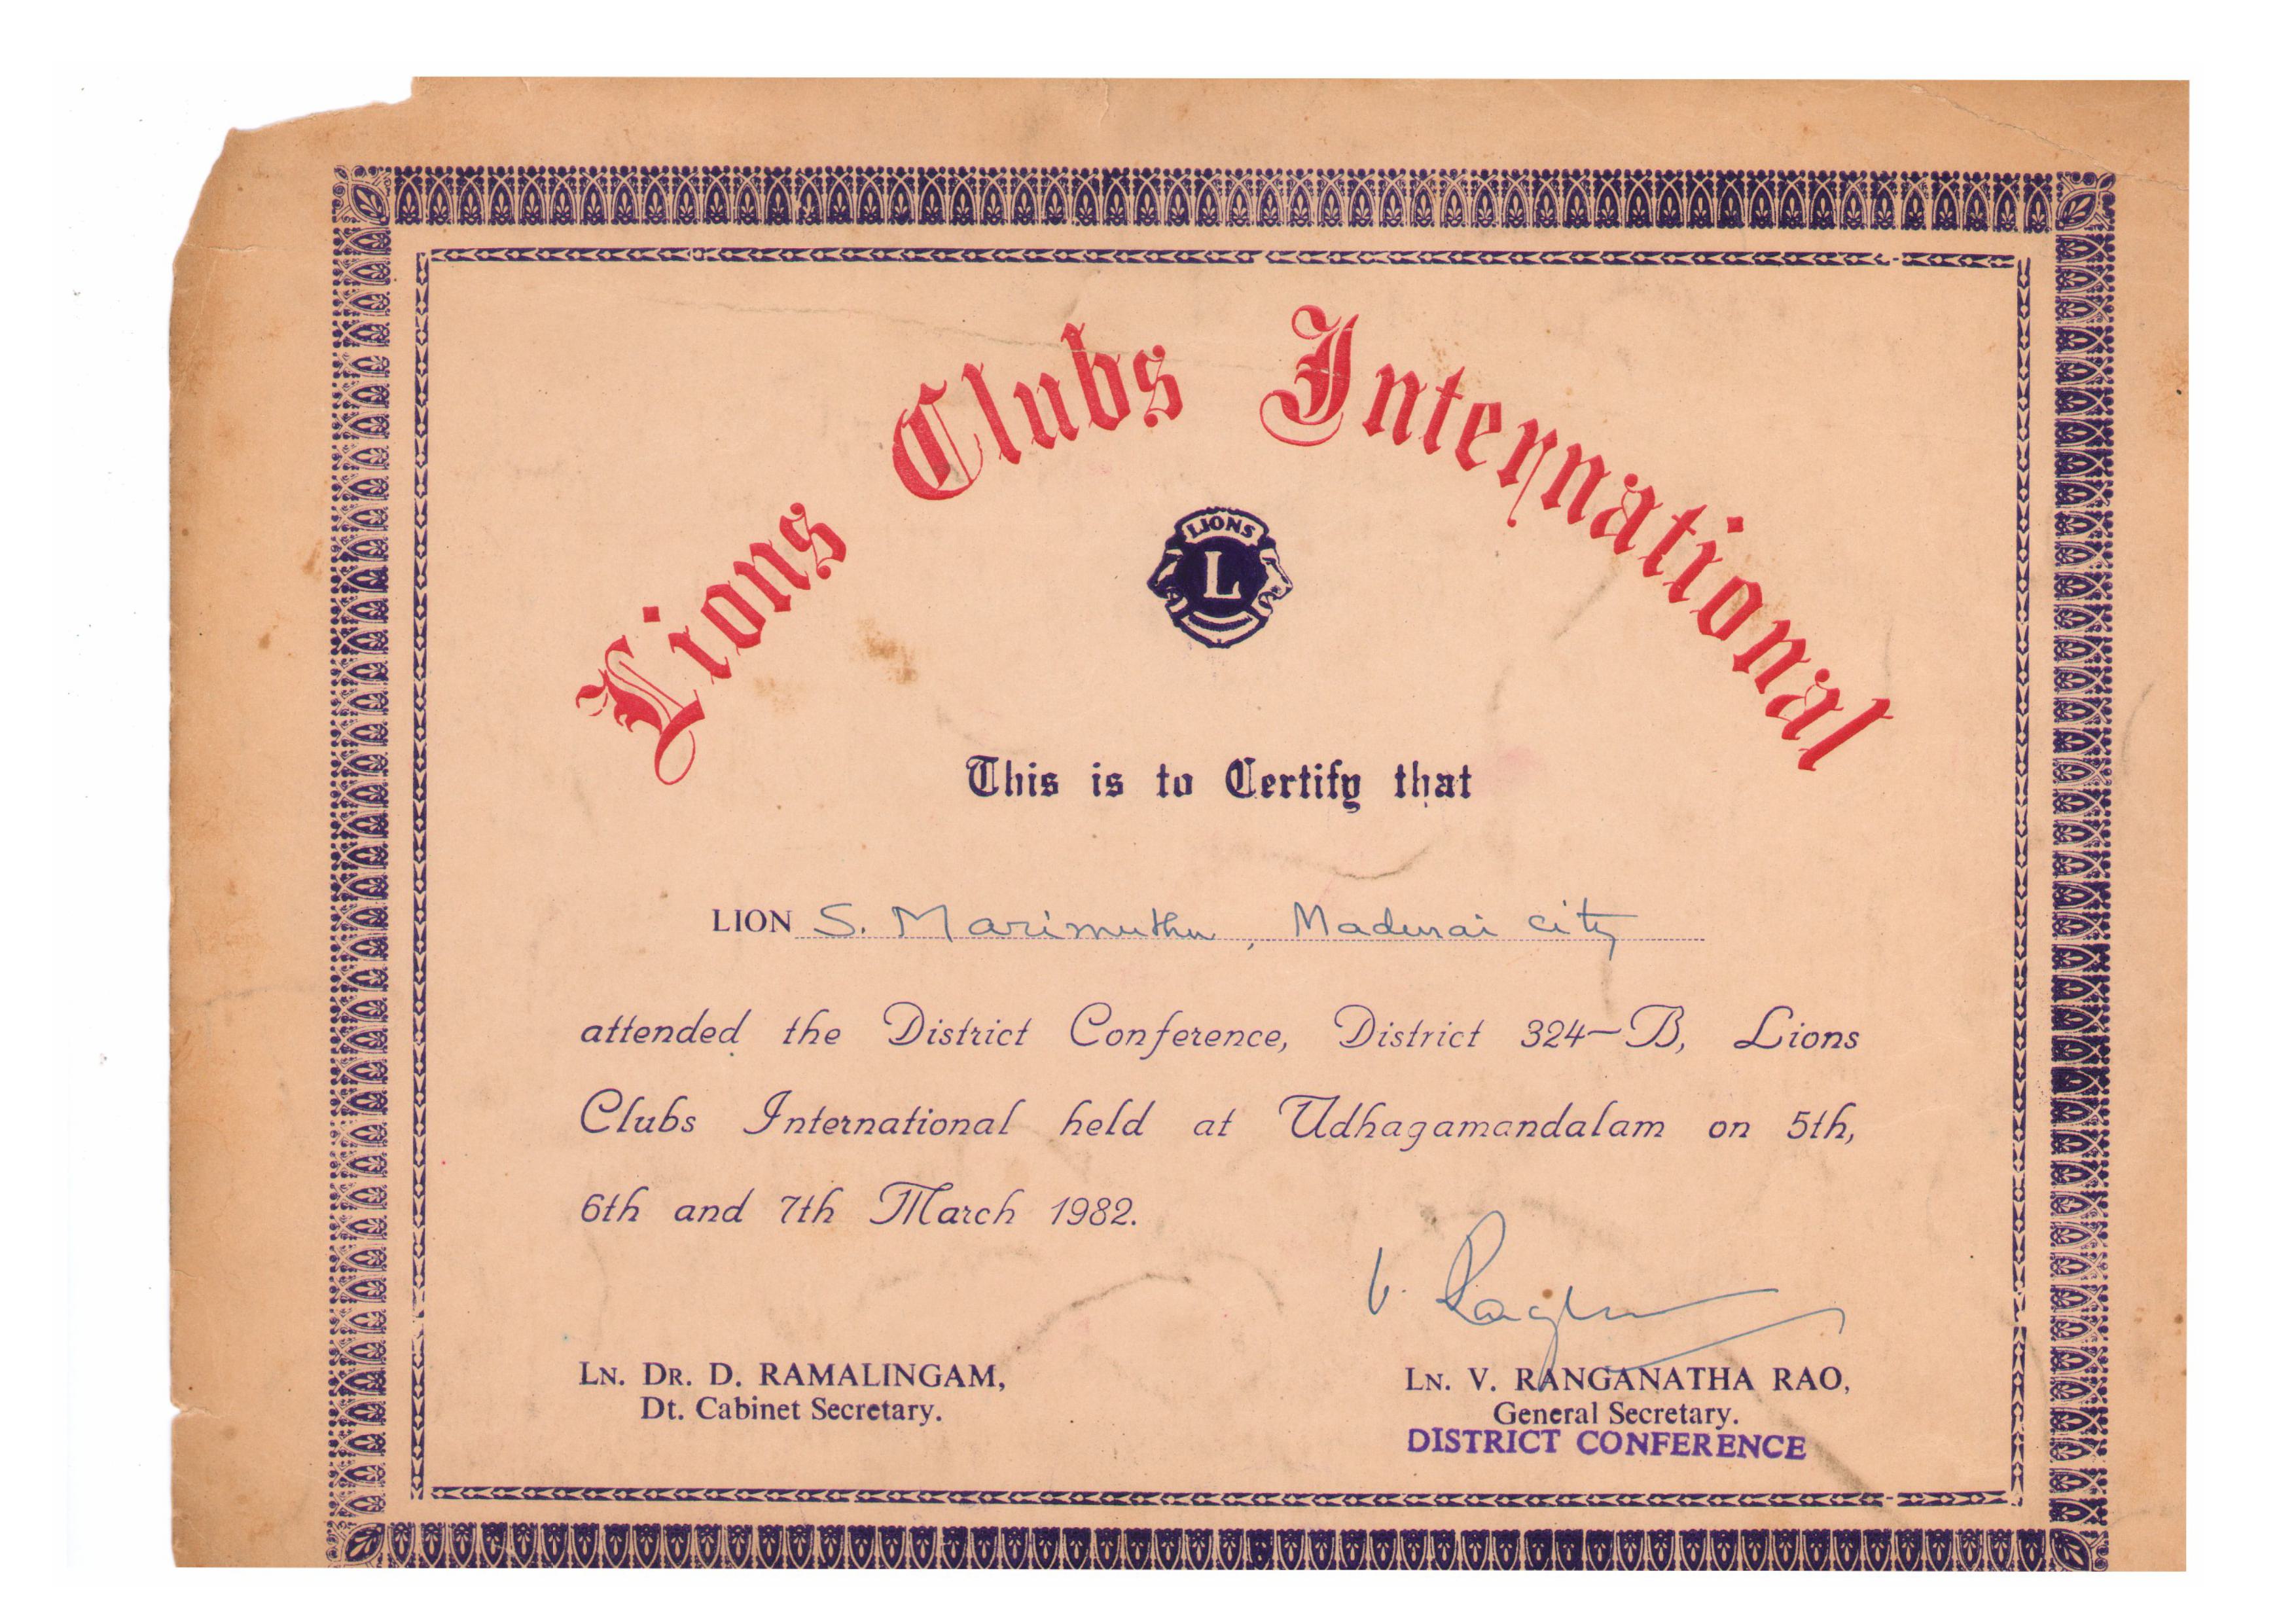 Lions Clubs International
LIONS
L
This is to Certify that
LION S. Marimuthu, Madurai city
attended the District Conference, District 324-B, Lions
Clubs International held at Udhagamandalam on 5th,
6th and 7th March 1982.
LN. DR. D. RAMALINGAM,
Dt. Cabinet Secretary.
LN. V. RANGANATHA RAO,
General Secretary.
DISTRICT CONFERENCE